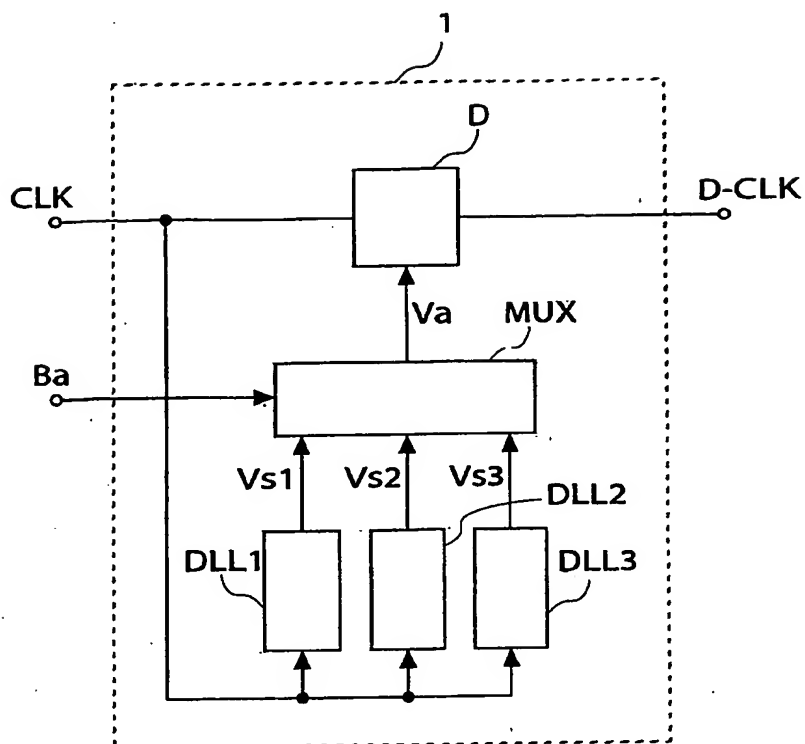 1
D
CLK
D-CLK
Va
MUX
Ba
Vs1
Vs2
Vs3
DLL2
DLL1
DLL3